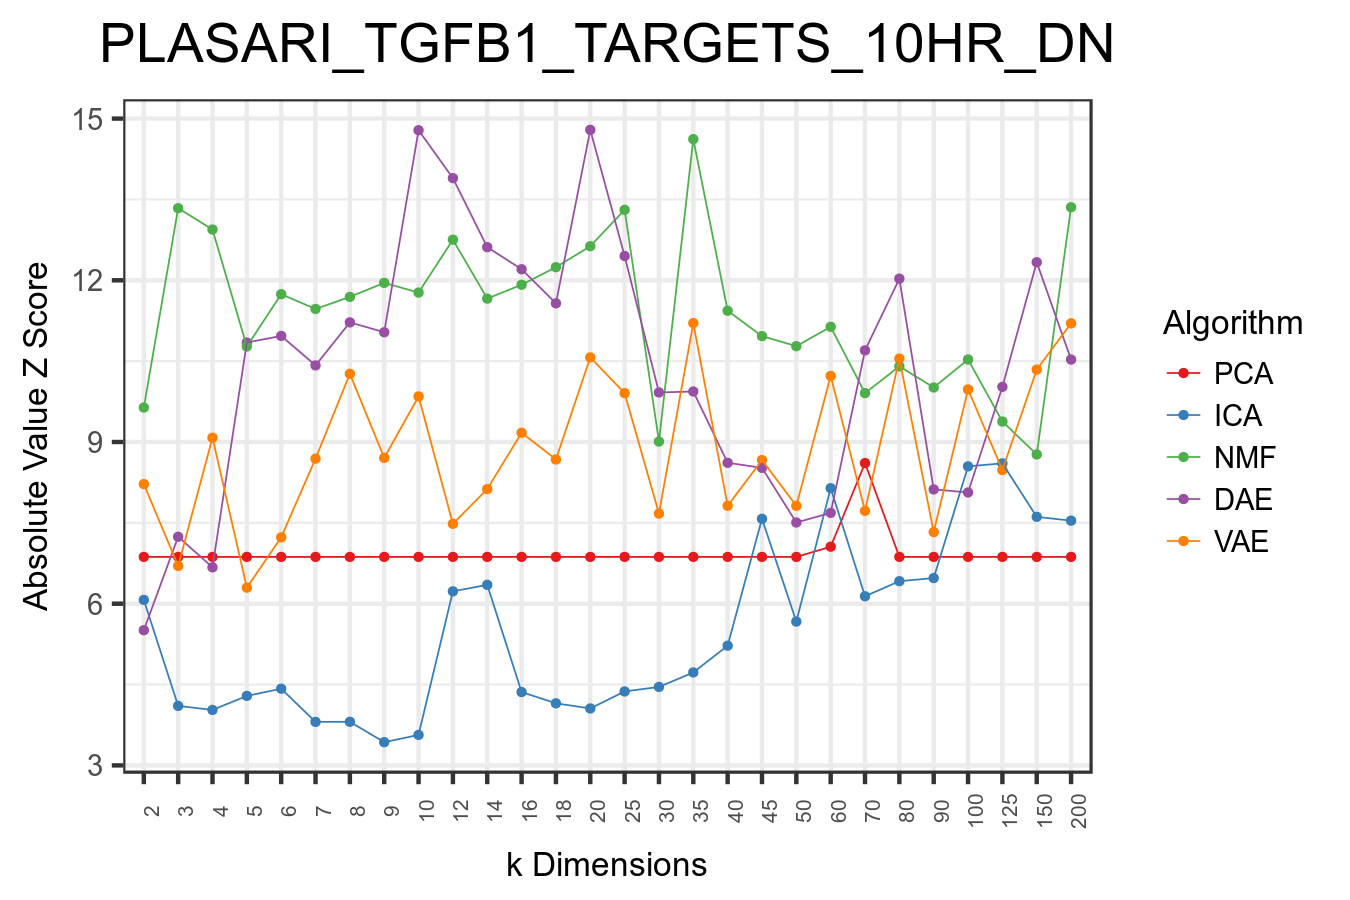 PLASARI_TGFB1_TARGETS_10HR_DN
15
12
9
6
3
Absolute Value Z Score
2 3 4 5 6 7 8 9 10 12 14 16 18 20 25 30 35 40 45 50 60 70 80 90 100 125 150 200
k Dimensions
Algorithm
PCA
ICA
NMF
DAE
VAE